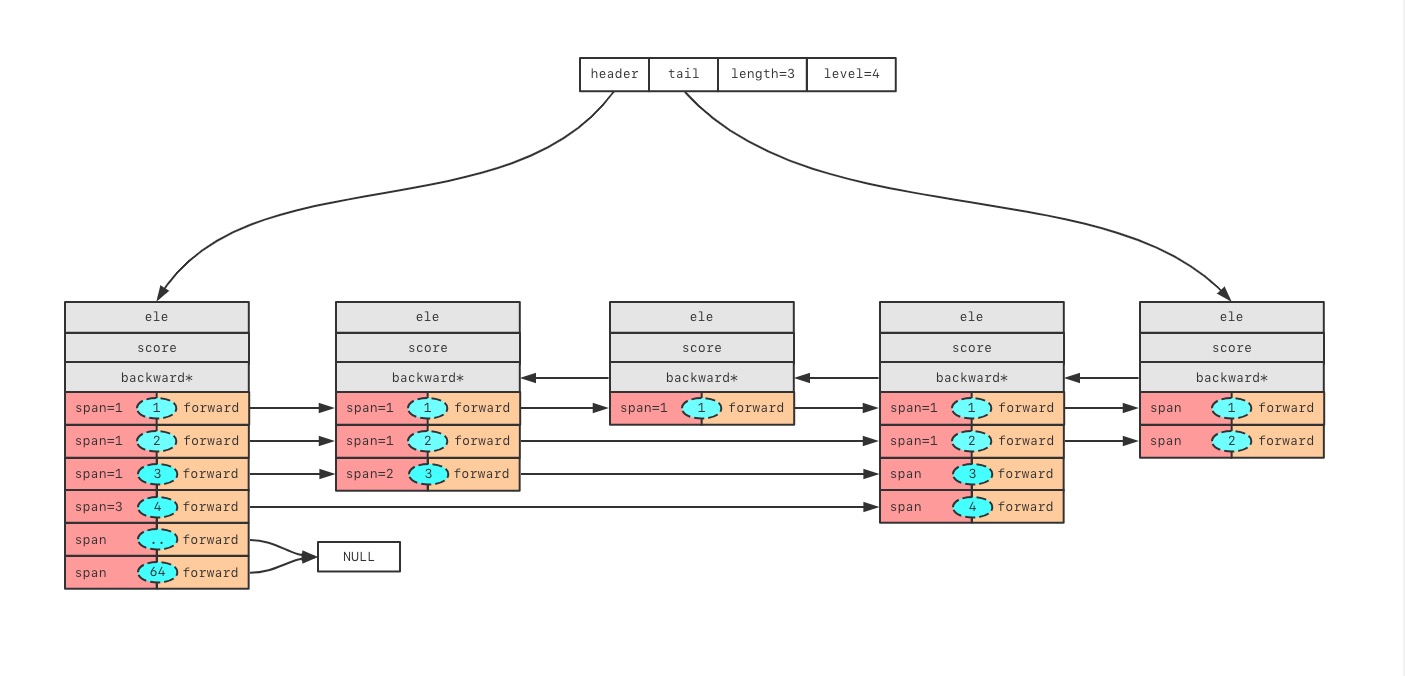 header tail length=3 level=4
ele ele ele ele ele
score score score score score
backward* backward* backward* backward* backward*
span=1 1 forward span=1 1 forward span=1 1 forward span=1 1 forward span 1 forward
span=1 2 forward span=1 2 forward span=1 2 forward span 2 forward
span=1 3 forward span=2 3 forward span 3 forward
span=3 4 forward span 4 forward
span .. forward
NULL
span 64 forward